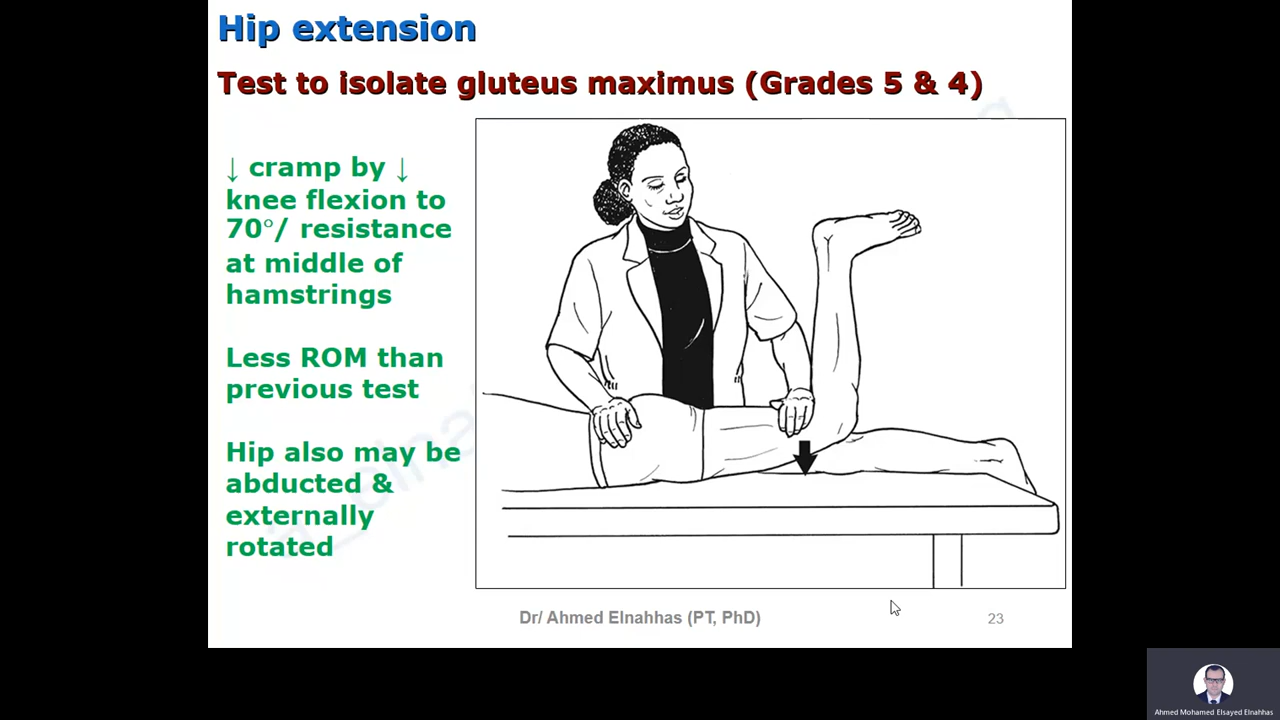 Hip extension
Test to isolate gluteus maximus (Grades 5 & 4)
↓ cramp by ↓
knee flexion to
70°/ resistance
at middle of
hamstrings
Less ROM than
previous test
Hip also may be
abducted &
externally
rotated
Dr/ Ahmed Elnahhas (PT, PhD)
23
Ahmed Mohamed Elsayed Elnahhas